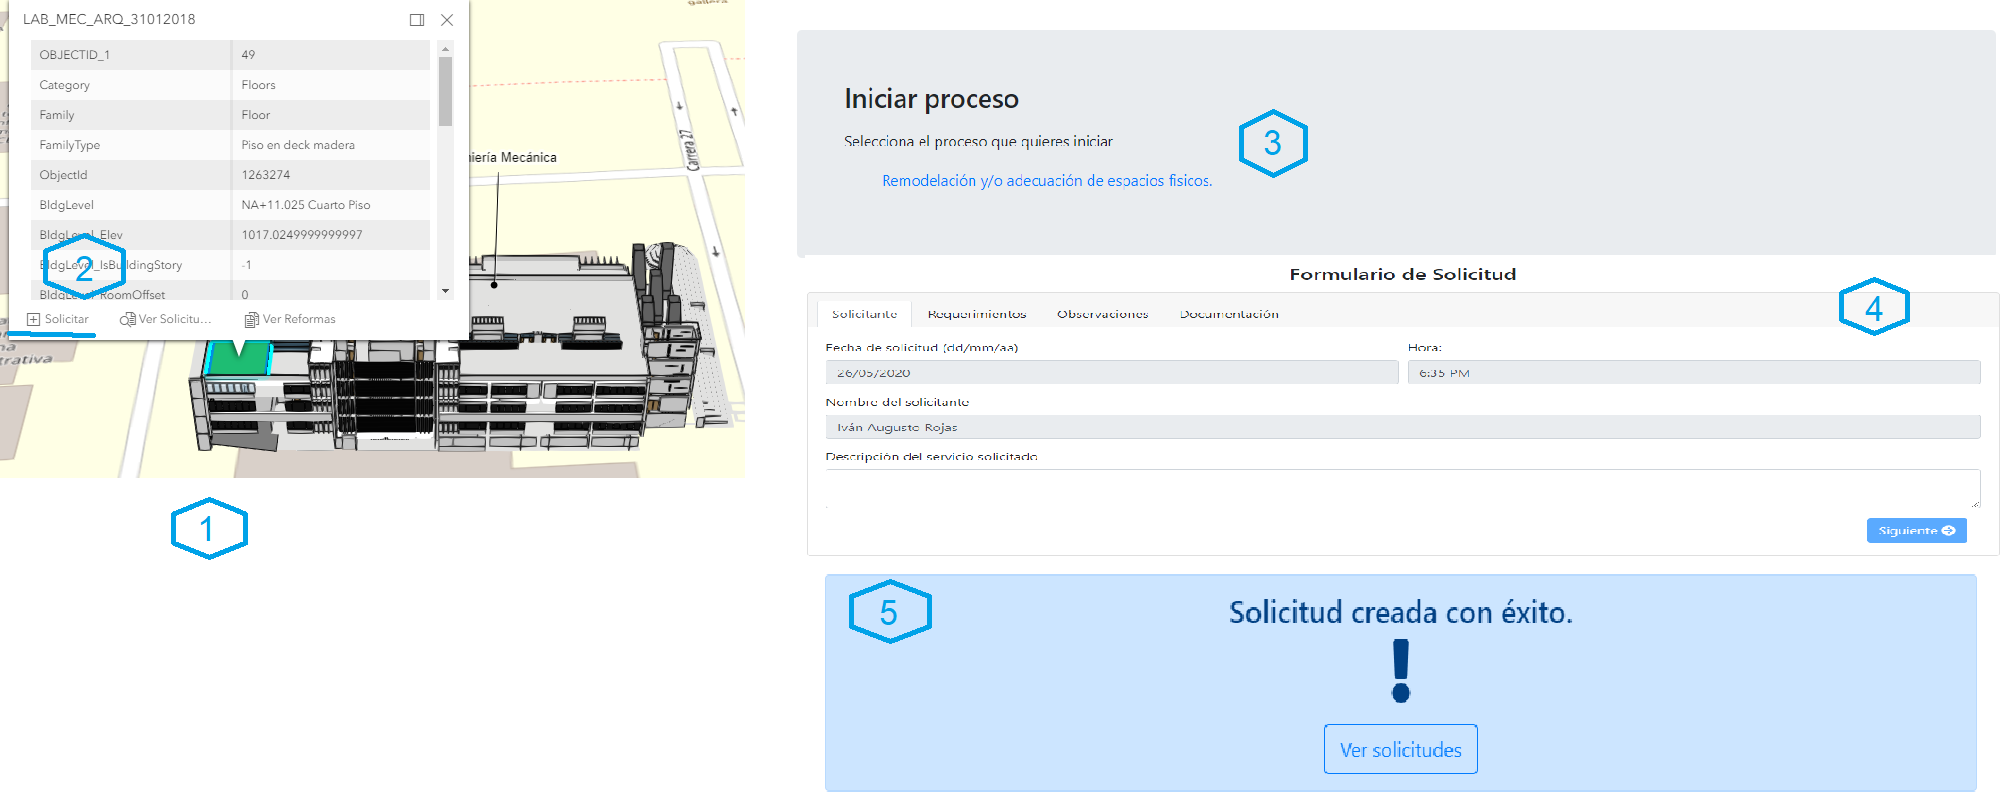 LAB_MEC_ARQ_31012018
OBJECTID_1 49
Category Floors
Family Floor
FamilyType Piso en deck madera
ObjectId 1263274
BldgLevel NA+11.025 Cuarto Piso
BldgLevel_Elev 1017.0249999999997
BldgLevel_IsBuildingStory -1
BldgLevel_RoomOffset 0
2
Solicitar Ver Solicitu... Ver Reformas
gallera
Carrera 27
niería Mecánica
na
trativa
1
Iniciar proceso
3
Selecciona el proceso que quieres iniciar
Remodelación y/o adecuación de espacios fisicos.
Formulario de Solicitud
4
Solicitante Requerimientos Observaciones Documentación
Fecha de solicitud (dd/mm/aa) Hora:
26/05/2020 6:35 PM
Nombre del solicitante
Iván Augusto Rojas
Descripción del servicio solicitado
Siguiente
5
Solicitud creada con éxito.
!
Ver solicitudes